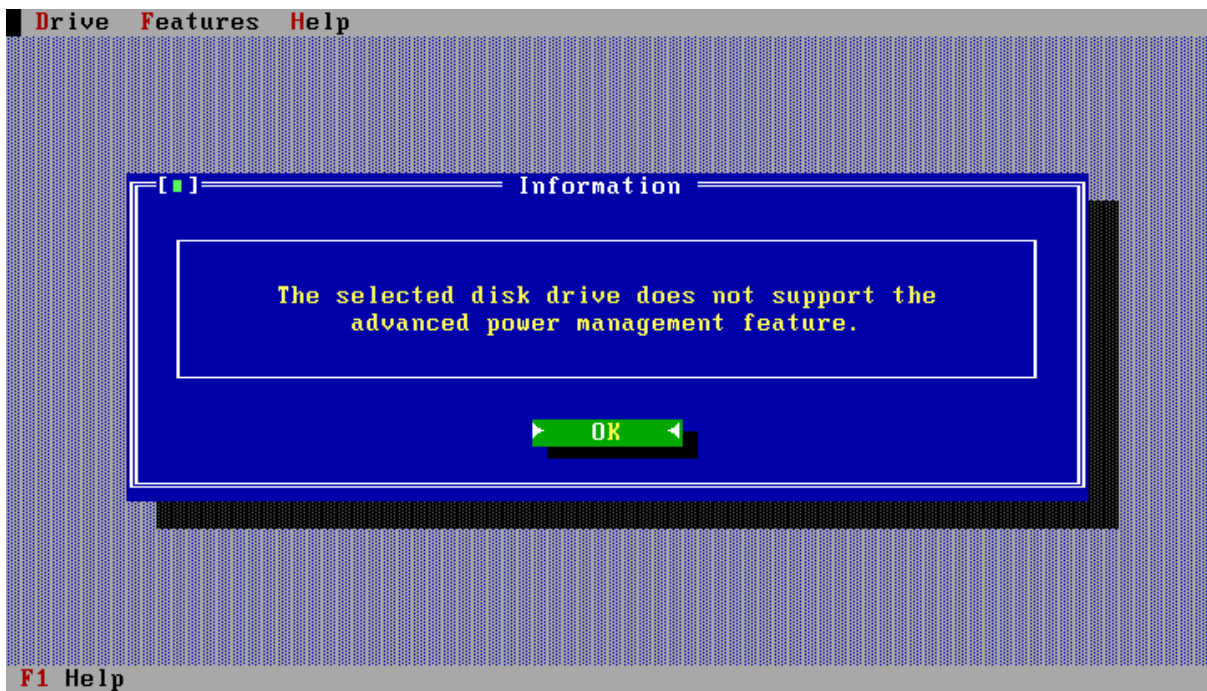 Drive Features Help
Information
The selected disk drive does not support the
advanced power management feature.
OK
F1 Help